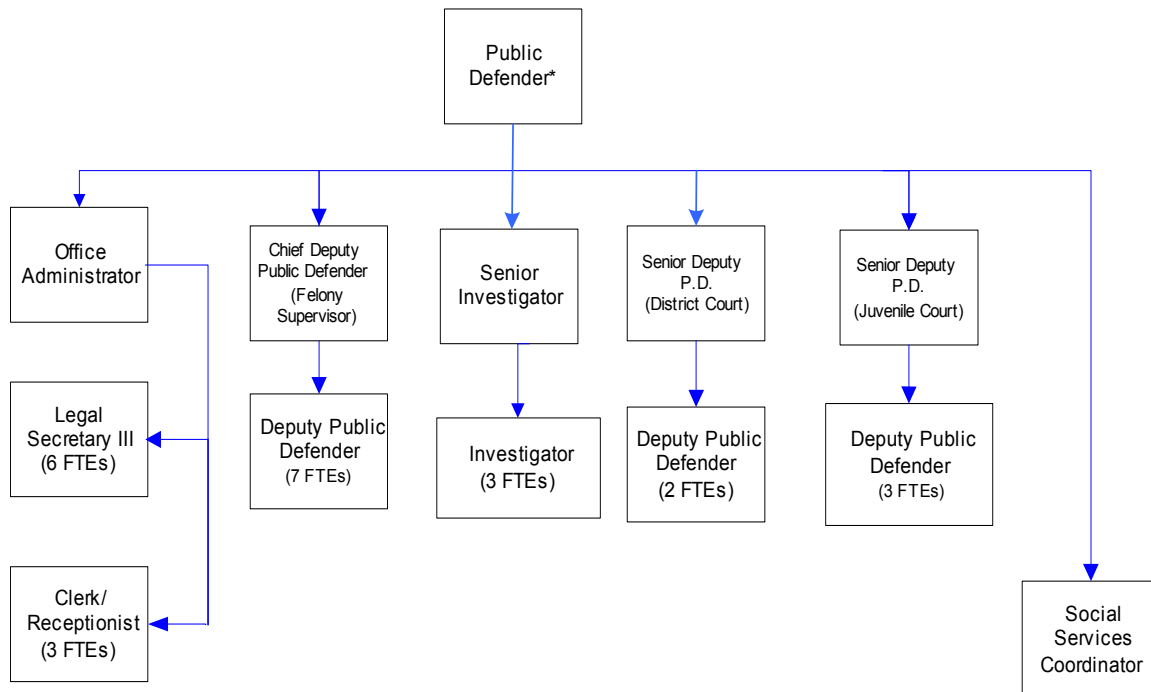 Public
Defender*
Office
Administrator
Chief Deputy
Public Defender
(Felony
Supervisor)
Senior
Investigator
Senior Deputy
P.D.
(District Court)
Senior Deputy
P.D.
(Juvenile Court)
Legal
Secretary III
(6 FTEs)
Deputy Public
Defender
(7 FTEs)
Investigator
(3 FTEs)
Deputy Public
Defender
(2 FTEs)
Deputy Public
Defender
(3 FTEs)
Clerk/
Receptionist
(3 FTEs)
Social
Services
Coordinator